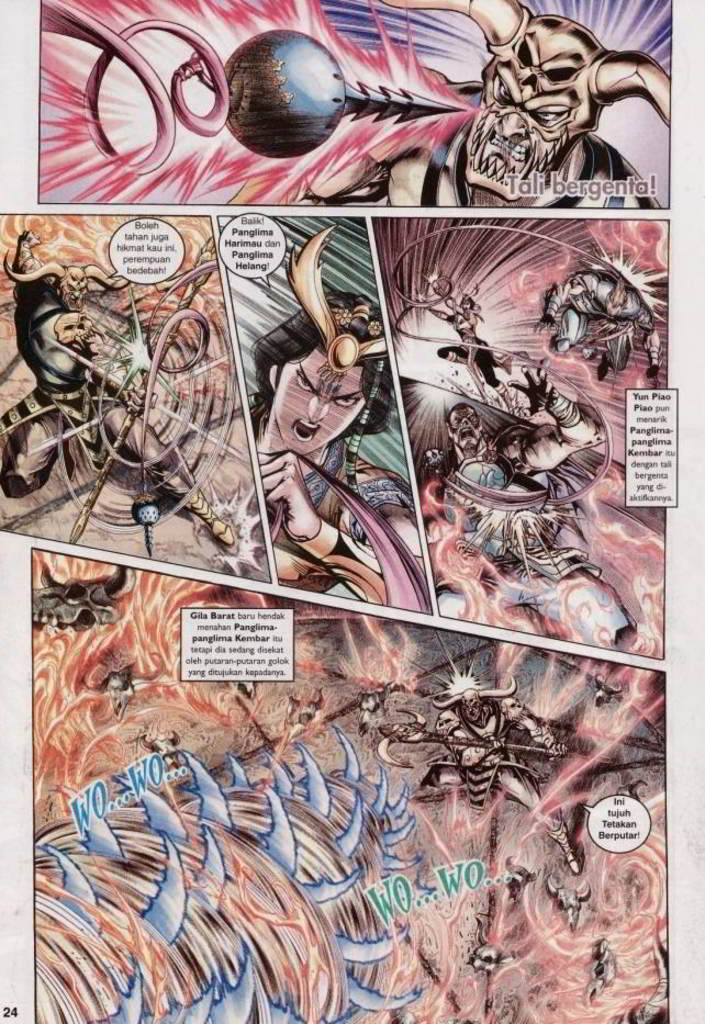 Tali bergenta!
Boleh
tahan juga
hikmat kau ini,
perempuan
bedebah!
Balik!
Panglima
Harimau dan
Panglima
Helang!
Yun Piao
Piao pun
menarik
Panglima-
panglima
Kembar itu
dengan tali
bergenta
yang di-
aktifkannya.
Gila Barat baru hendak
menahan Panglima-
panglima Kembar itu
tetapi dia sedang disekat
oleh putaran-putaran golok
yang ditujukan kepadanya.
WO...WO...
Ini
tujuh
Tetakan
Berputar!
WO...WO...
24